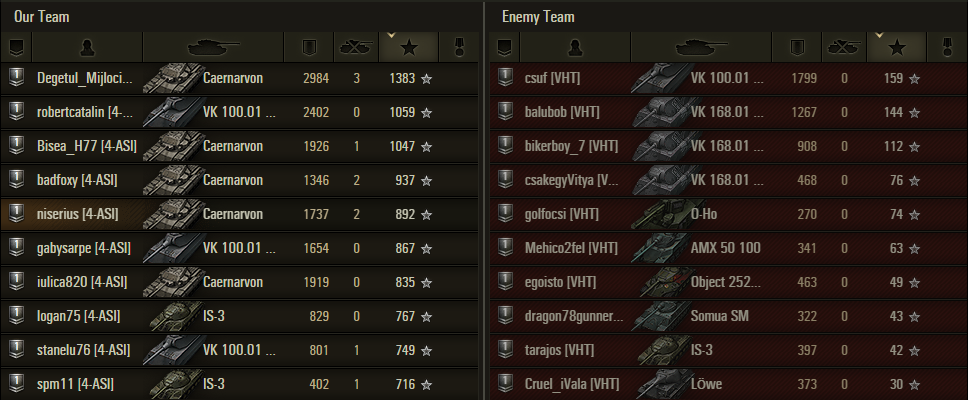 Our Team
Degetul_Mijloci... Caernarvon 2984 3 1383
robertcatalin [4-... VK 100.01 ... 2402 0 1059
Bisea_H77 [4-ASI] Caernarvon 1926 1 1047
badfoxy [4-ASI] Caernarvon 1346 2 937
niserius [4-ASI] Caernarvon 1737 2 892
gabysarpe [4-ASI] VK 100.01 ... 1654 0 867
iulica820 [4-ASI] Caernarvon 1919 0 835
logan75 [4-ASI] IS-3 829 0 767
stanelu76 [4-ASI] VK 100.01 ... 801 1 749
spm11 [4-ASI] IS-3 402 1 716
Enemy Team
csuf [VHT] VK 100.01 ... 1799 0 159
balubob [VHT] VK 168.01 ... 1267 0 144
bikerboy_7 [VHT] VK 168.01 ... 908 0 112
csakegyVitya [V... VK 168.01 ... 468 0 76
golfocsi [VHT] O-Ho 270 0 74
Mehico2fel [VHT] AMX 50 100 341 0 63
egoisto [VHT] Object 252... 463 0 49
dragon78gunner... Somua SM 322 0 43
tarajos [VHT] IS-3 397 0 42
Cruel_iVala [VHT] Löwe 373 0 30